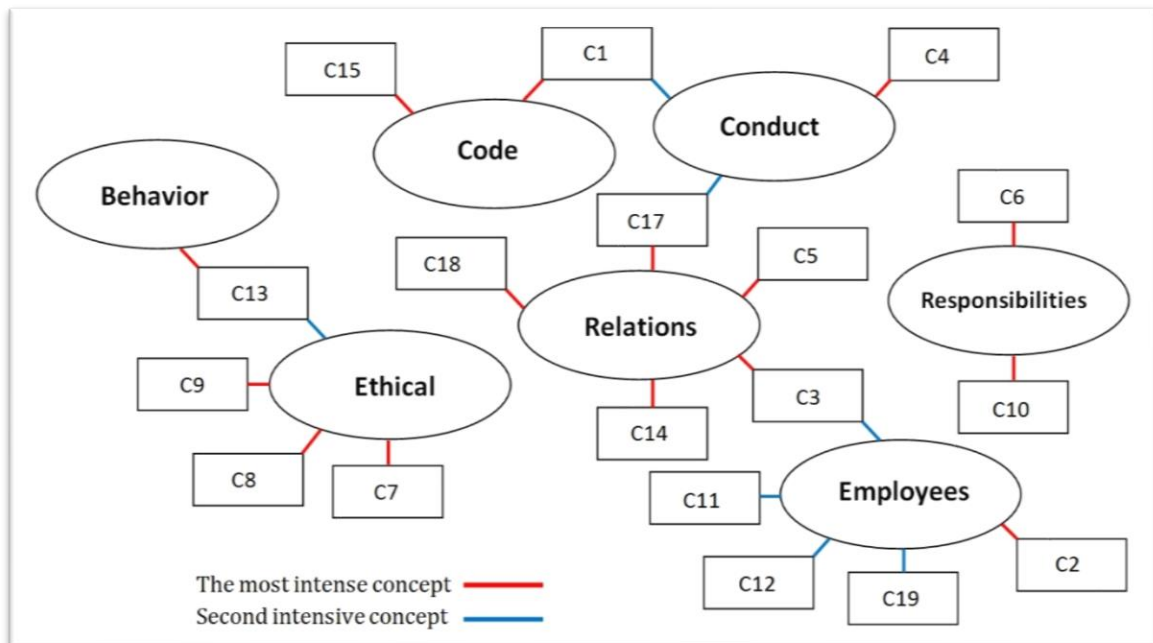 C15
C1
C4
Code
Conduct
Behavior
C17
C6
C18
C5
C13
Responsibilities
Relations
Ethical
C9
C3
C10
C14
C8
C7
C11
Employees
C12
C19
C2
The most intense concept
Second intensive concept